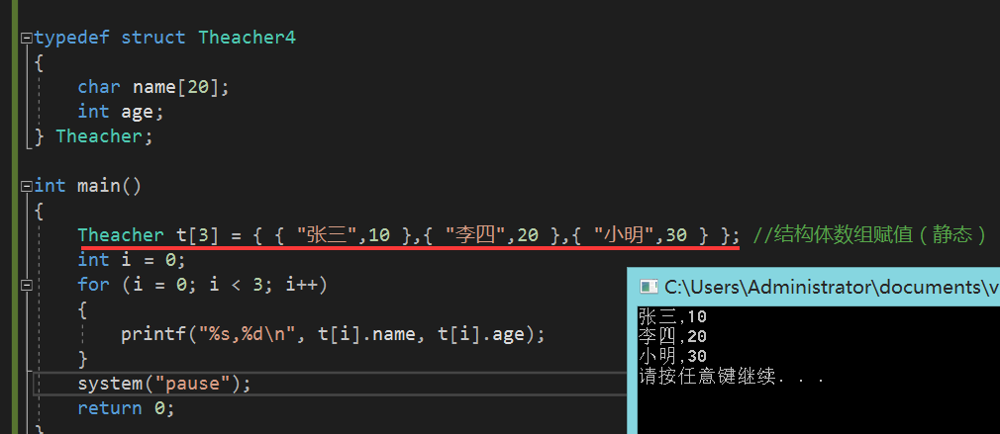 typedef struct Theacher4
{
char name[20];
int age;
} Theacher;
int main()
{
Theacher t[3] = { { "张三",10 },{ "李四",20 },{ "小明",30 } }; //结构体数组赋值（静态）
int i = 0;
for (i = 0; i < 3; i++)
{
printf("%s,%d\n", t[i].name, t[i].age);
}
system("pause");
return 0;
}
C:\Users\Administrator\documents\v
张三,10
李四,20
小明,30
请按任意键继续. . .